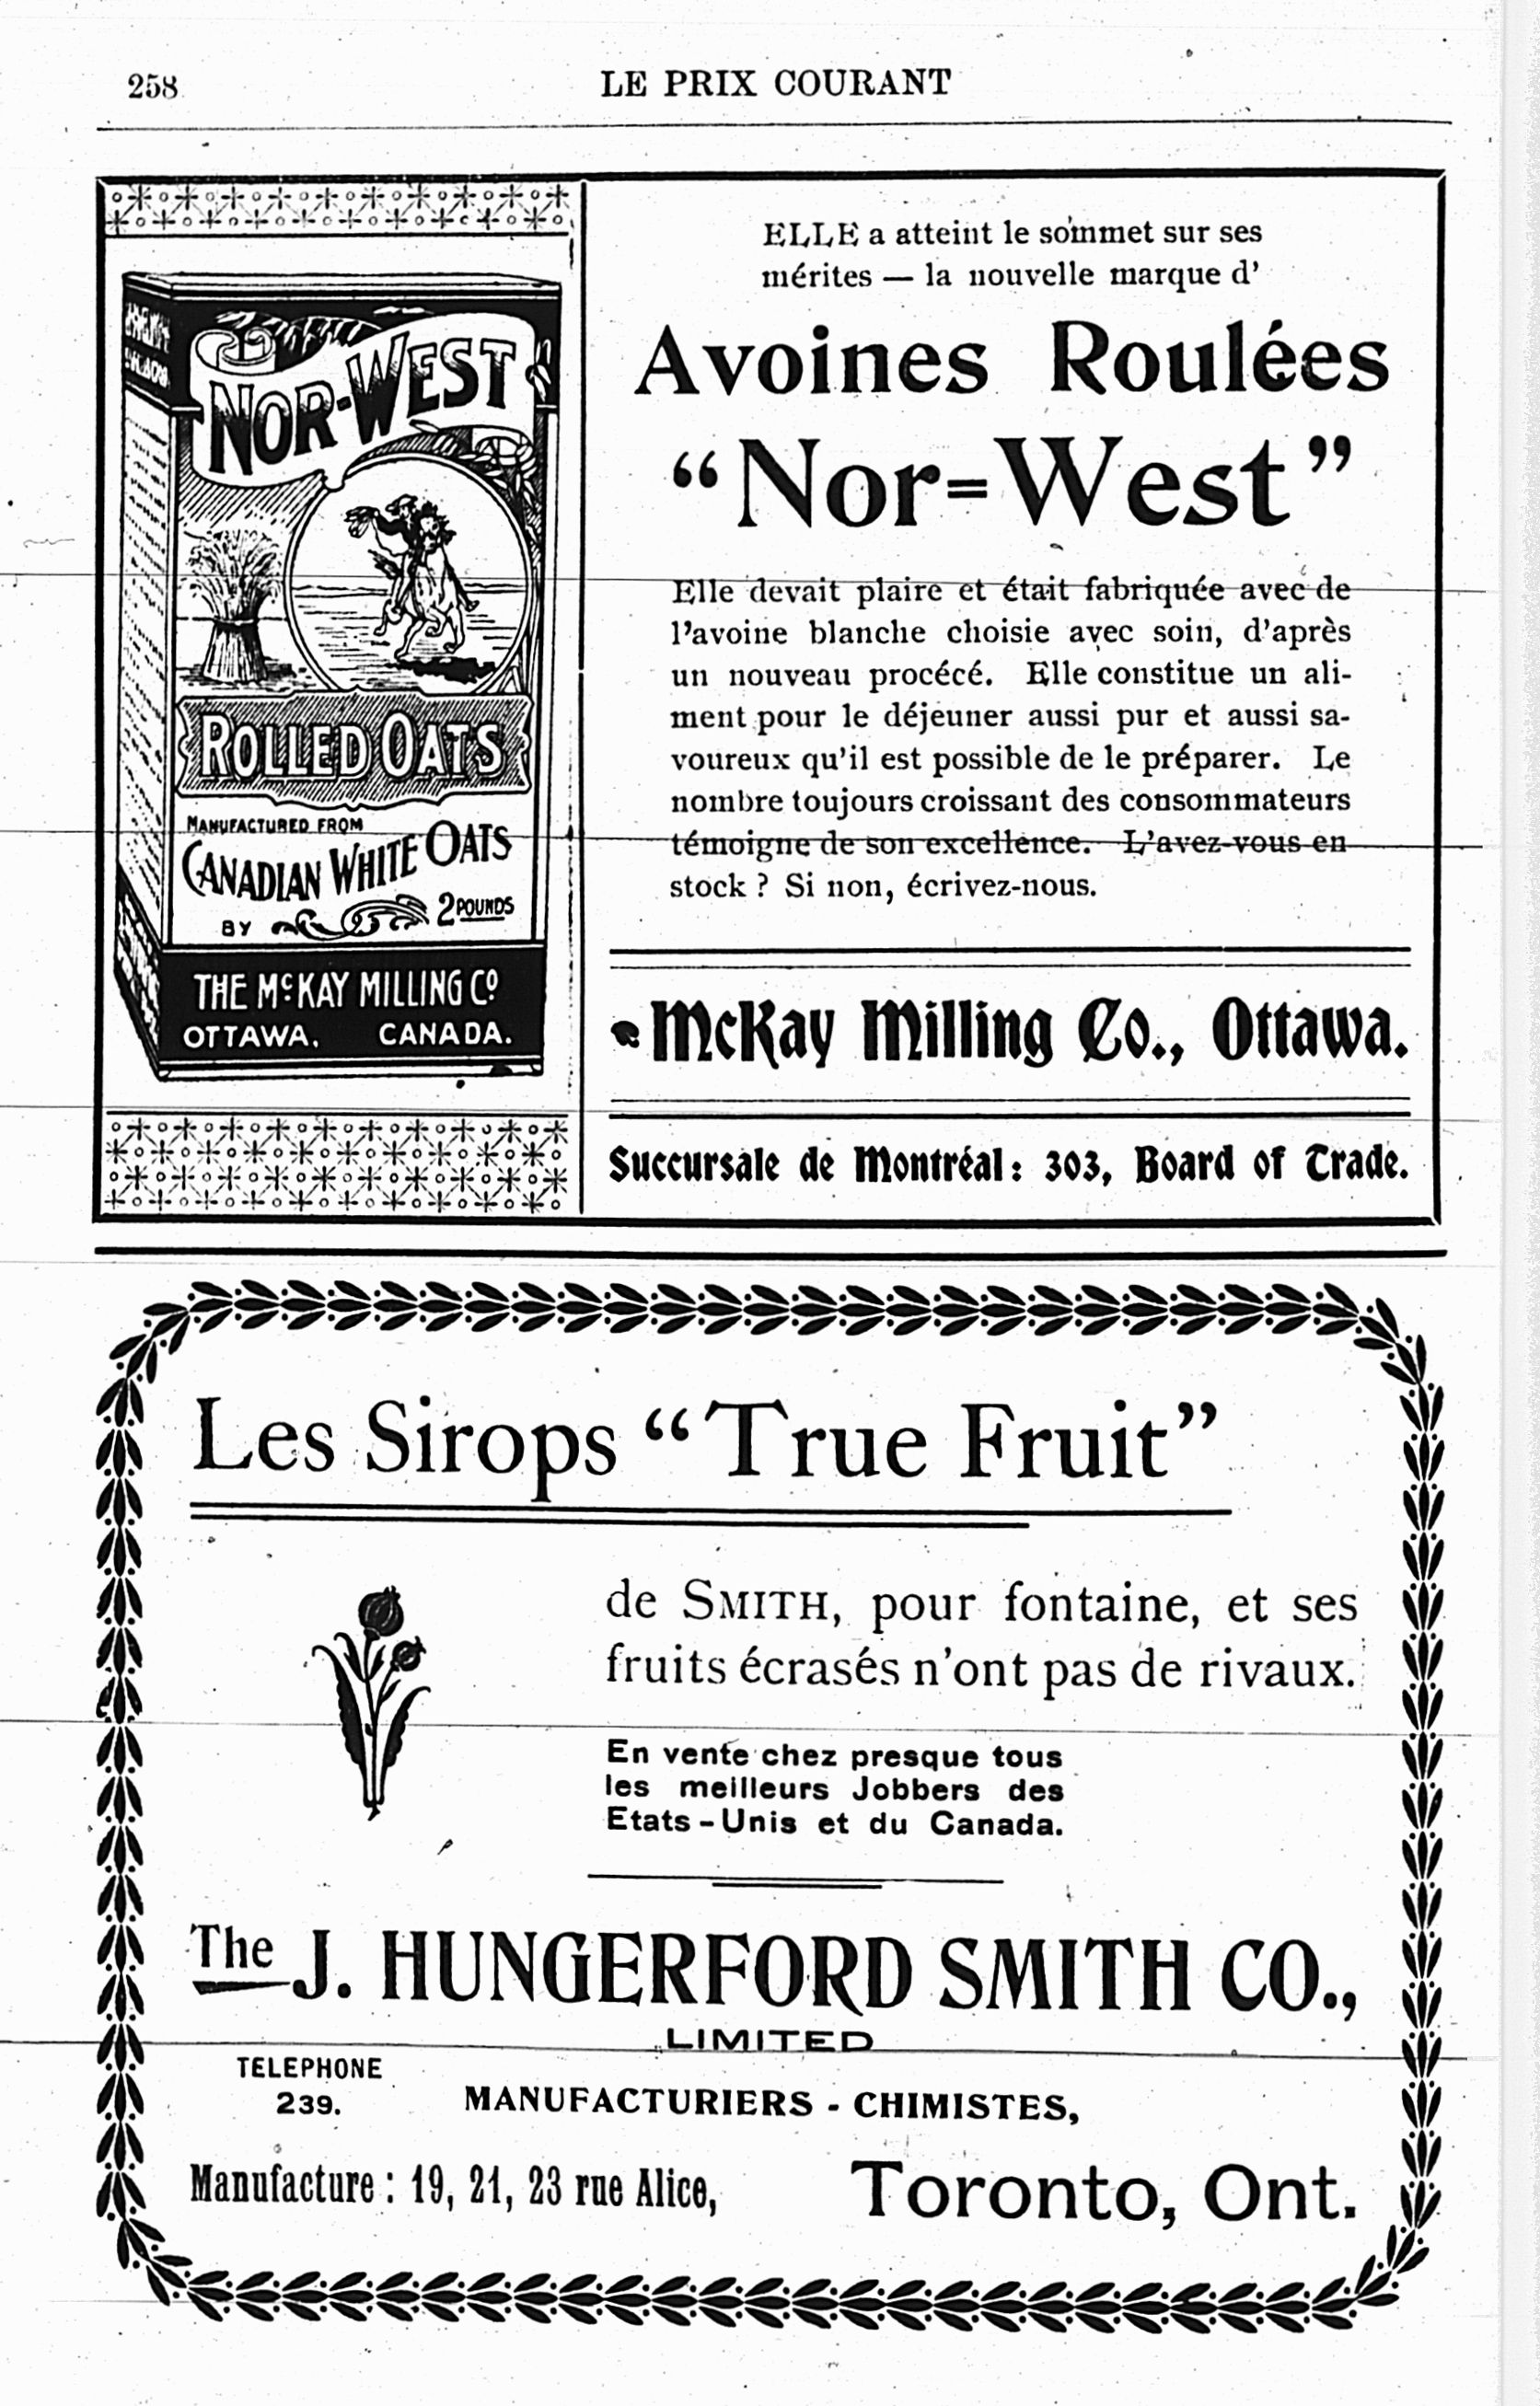 258
LE PRIX COURANT
NOR-WEST
ROLLED OATS
MANUFACTURED FROM
CANADIAN WHITE OATS
BY 2 POUNDS
THE McKAY MILLING Co
OTTAWA, CANADA.
ELLE a atteint le sommet sur ses
mérites — la nouvelle marque d'
Avoines Roulées
"Nor=West"
Elle devait plaire et était fabriquée avec de
l'avoine blanche choisie avec soin, d'après
un nouveau procécé. Elle constitue un ali-
ment pour le déjeuner aussi pur et aussi sa-
voureux qu'il est possible de le préparer. Le
nombre toujours croissant des consommateurs
témoigne de son excellence. L'avez-vous en
stock ? Si non, écrivez-nous.
McKay Milling Co., Ottawa.
Succursale de Montréal : 303, Board of Trade.
Les Sirops "True Fruit"
de SMITH, pour fontaine, et ses
fruits écrasés n'ont pas de rivaux.
En vente chez presque tous
les meilleurs Jobbers des
Etats-Unis et du Canada.
The J. HUNGERFORD SMITH CO.,
LIMITED
TELEPHONE
239.
MANUFACTURIERS - CHIMISTES,
Manufacture : 19, 21, 23 rue Alice,
Toronto, Ont.